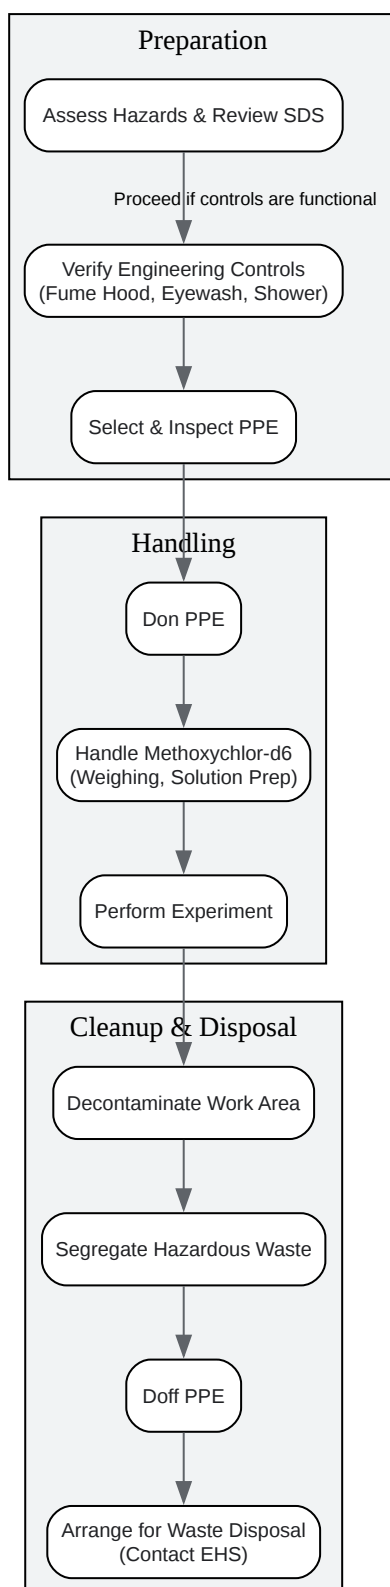 Preparation
Assess Hazards & Review SDS
Proceed if controls are functional
Verify Engineering Controls
(Fume Hood, Eyewash, Shower)
Select & Inspect PPE
Handling
Don PPE
Handle Methoxychlor-d6
(Weighing, Solution Prep)
Perform Experiment
Cleanup & Disposal
Decontaminate Work Area
Segregate Hazardous Waste
Doff PPE
Arrange for Waste Disposal
(Contact EHS)